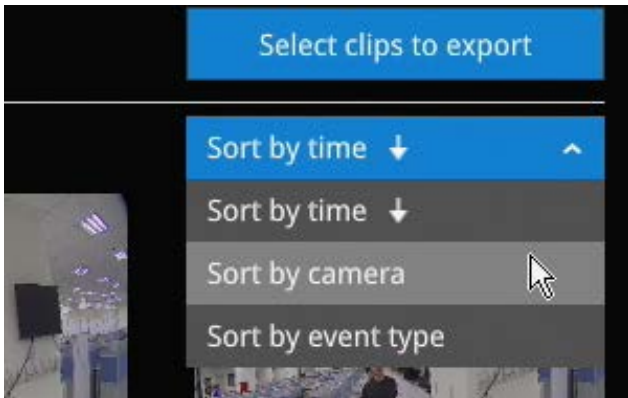 Select clips to export
Sort by time ↓
Sort by time ↓
Sort by camera
Sort by event type